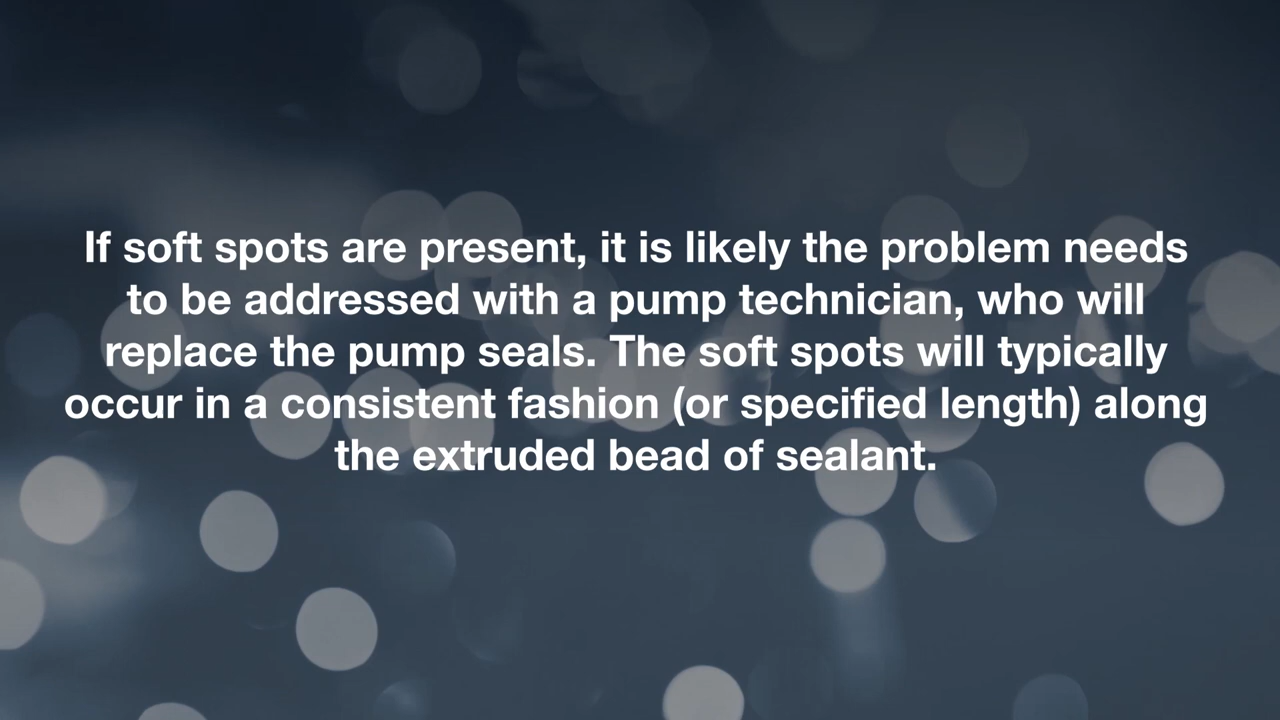 If soft spots are present, it is likely the problem needs
to be addressed with a pump technician, who will
replace the pump seals. The soft spots will typically
occur in a consistent fashion (or specified length) along
the extruded bead of sealant.